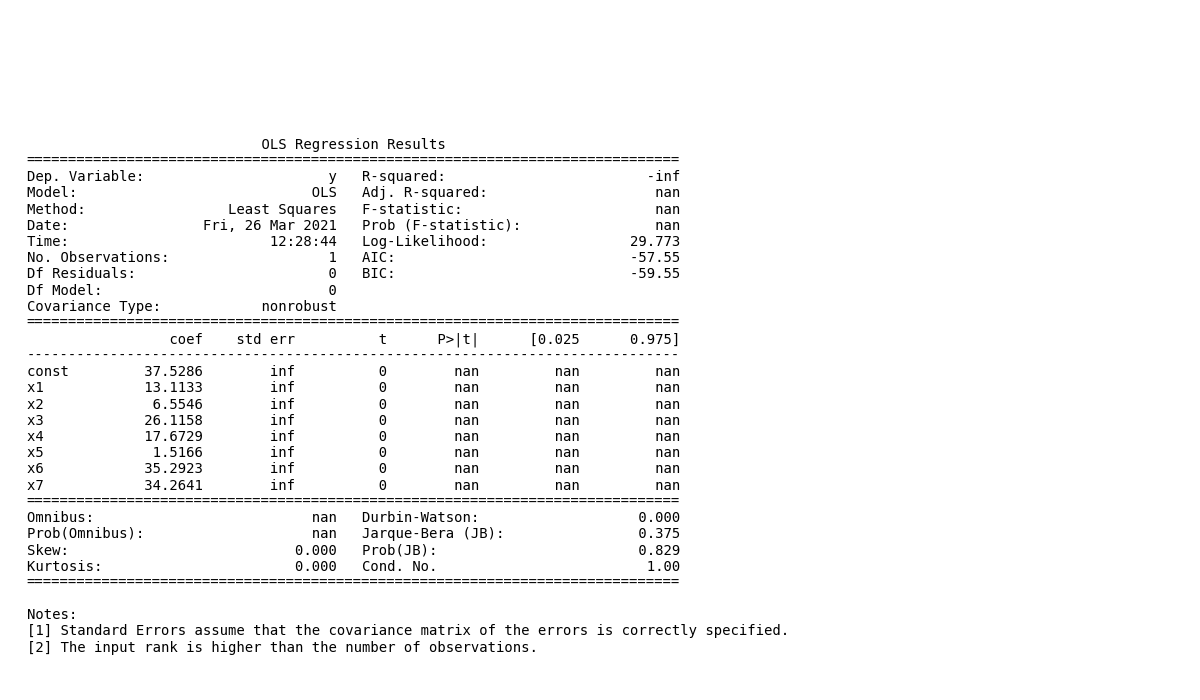 OLS Regression Results
==============================================================================
Dep. Variable:                      y   R-squared:                        -inf
Model:                            OLS   Adj. R-squared:                    nan
Method:                 Least Squares   F-statistic:                       nan
Date:                Fri, 26 Mar 2021   Prob (F-statistic):                nan
Time:                        12:28:44   Log-Likelihood:                 29.773
No. Observations:                   1   AIC:                            -57.55
Df Residuals:                       0   BIC:                            -59.55
Df Model:                           0
Covariance Type:            nonrobust
==============================================================================
                 coef    std err          t      P>|t|      [0.025      0.975]
------------------------------------------------------------------------------
const         37.5286        inf          0        nan         nan         nan
x1            13.1133        inf          0        nan         nan         nan
x2             6.5546        inf          0        nan         nan         nan
x3            26.1158        inf          0        nan         nan         nan
x4            17.6729        inf          0        nan         nan         nan
x5             1.5166        inf          0        nan         nan         nan
x6            35.2923        inf          0        nan         nan         nan
x7            34.2641        inf          0        nan         nan         nan
==============================================================================
Omnibus:                          nan   Durbin-Watson:                   0.000
Prob(Omnibus):                    nan   Jarque-Bera (JB):                0.375
Skew:                           0.000   Prob(JB):                        0.829
Kurtosis:                       0.000   Cond. No.                         1.00
==============================================================================

Notes:
[1] Standard Errors assume that the covariance matrix of the errors is correctly specified.
[2] The input rank is higher than the number of observations.